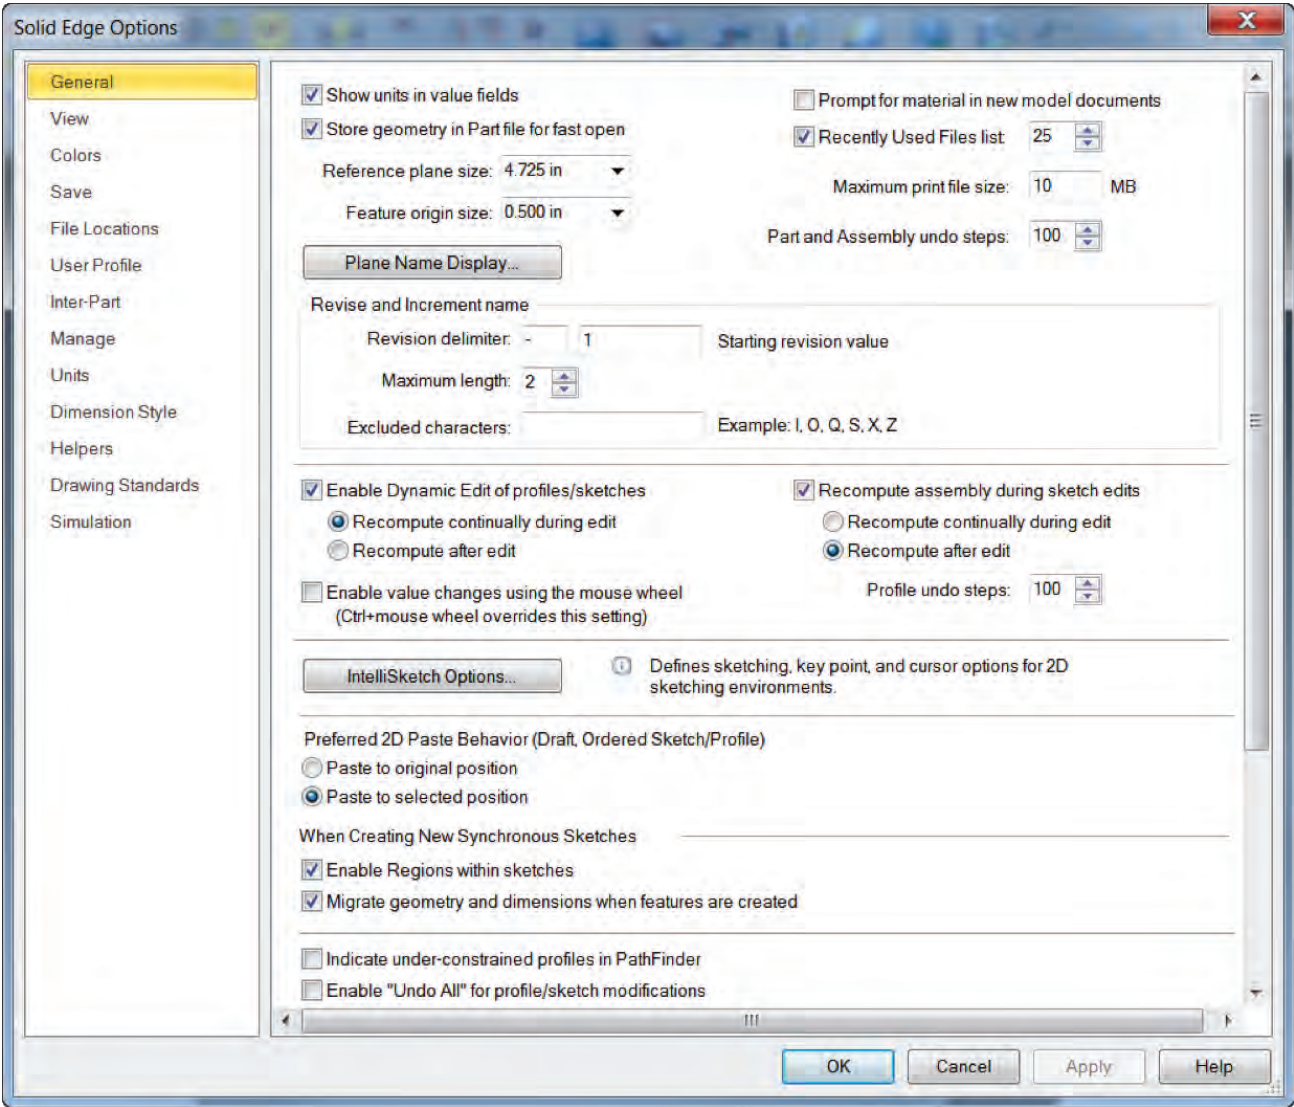 Solid Edge Options
X
General
View
Colors
Save
File Locations
User Profile
Inter-Part
Manage
Units
Dimension Style
Helpers
Drawing Standards
Simulation
Show units in value fields
Store geometry in Part file for fast open
Reference plane size: 4.725 in
Feature origin size: 0.500 in
Plane Name Display...
Prompt for material in new model documents
Recently Used Files list: 25
Maximum print file size: 10 MB
Part and Assembly undo steps: 100
Revise and Increment name
Revision delimiter: - 1 Starting revision value
Maximum length: 2
Excluded characters: Example: I, O, Q, S, X, Z
Enable Dynamic Edit of profiles/sketches
Recompute continually during edit
Recompute after edit
Enable value changes using the mouse wheel
(Ctrl+mouse wheel overrides this setting)
Recompute assembly during sketch edits
Recompute continually during edit
Recompute after edit
Profile undo steps: 100
IntelliSketch Options...
Defines sketching, key point, and cursor options for 2D
sketching environments.
Preferred 2D Paste Behavior (Draft, Ordered Sketch/Profile)
Paste to original position
Paste to selected position
When Creating New Synchronous Sketches
Enable Regions within sketches
Migrate geometry and dimensions when features are created
Indicate under-constrained profiles in PathFinder
Enable "Undo All" for profile/sketch modifications
OK Cancel Apply Help